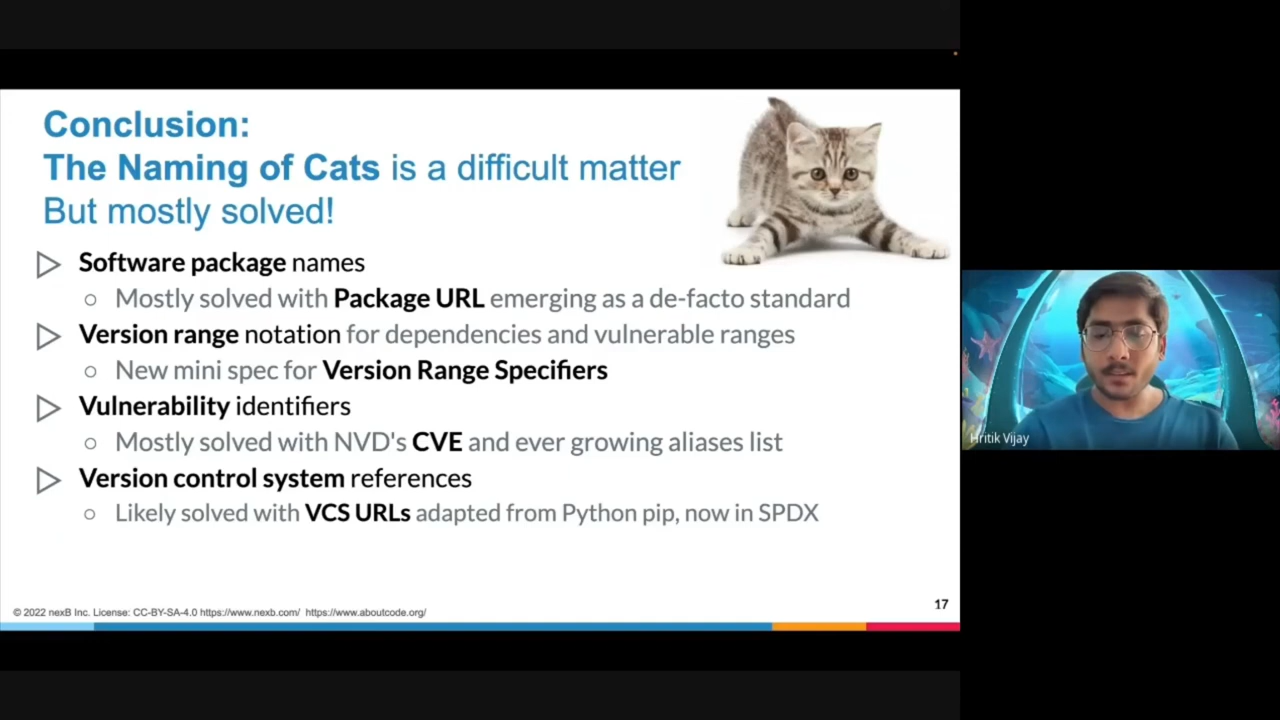 Conclusion:
The Naming of Cats is a difficult matter
But mostly solved!
Software package names
Mostly solved with Package URL emerging as a de-facto standard
Version range notation for dependencies and vulnerable ranges
New mini spec for Version Range Specifiers
Vulnerability identifiers
Mostly solved with NVD's CVE and ever growing aliases list
Version control system references
Likely solved with VCS URLs adapted from Python pip, now in SPDX
© 2022 nexB Inc. License: CC-BY-SA-4.0 https://www.nexb.com/ https://www.aboutcode.org/
17
Hritik Vijay